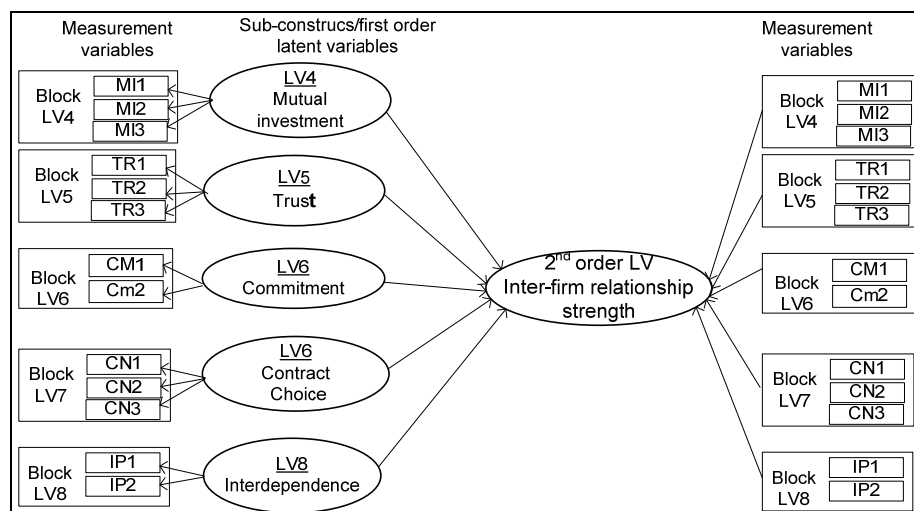 Measurement
variables
Sub-construcs/first order
latent variables
Measurement
variables
Block
LV4
MI1
MI2
MI3
LV4
Mutual
investment
Block
LV5
TR1
TR2
TR3
LV5
Trust
Block
LV6
CM1
Cm2
LV6
Commitment
Block
LV7
CN1
CN2
CN3
LV6
Contract
Choice
Block
LV8
IP1
IP2
LV8
Interdependence
2nd order LV
Inter-firm relationship
strength
Block
LV4
MI1
MI2
MI3
Block
LV5
TR1
TR2
TR3
Block
LV6
CM1
Cm2
Block
LV7
CN1
CN2
CN3
Block
LV8
IP1
IP2